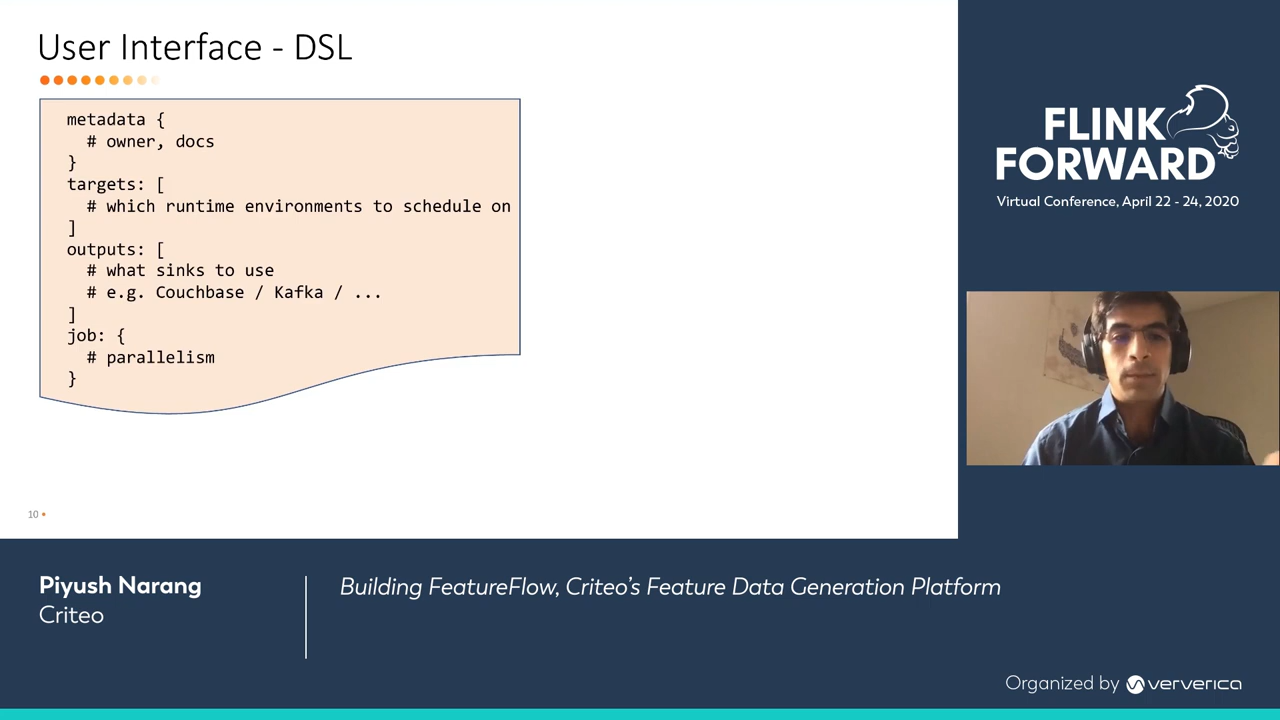 User Interface - DSL
metadata {
# owner, docs
}
targets: [
# which runtime environments to schedule on
]
outputs: [
# what sinks to use
# e.g. Couchbase / Kafka / ...
]
job: {
# parallelism
}
10
FLINK
FORWARD
Virtual Conference, April 22 - 24, 2020
Piyush Narang
Criteo
Building FeatureFlow, Criteo's Feature Data Generation Platform
Organized by ververica